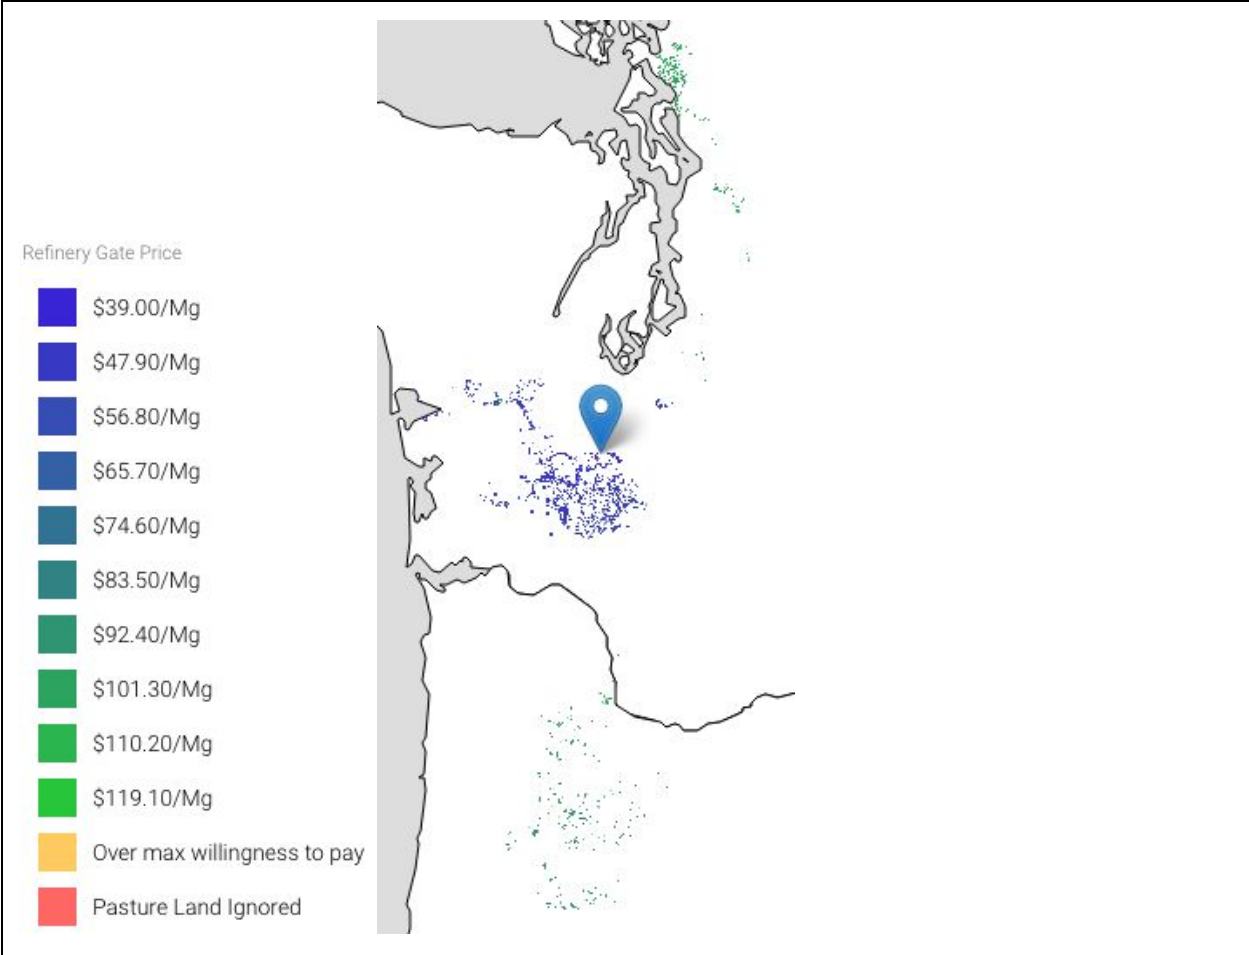 Refinery Gate Price
$39.00/Mg
$47.90/Mg
$56.80/Mg
$65.70/Mg
$74.60/Mg
$83.50/Mg
$92.40/Mg
$101.30/Mg
$110.20/Mg
$119.10/Mg
Over max willingness to pay
Pasture Land Ignored